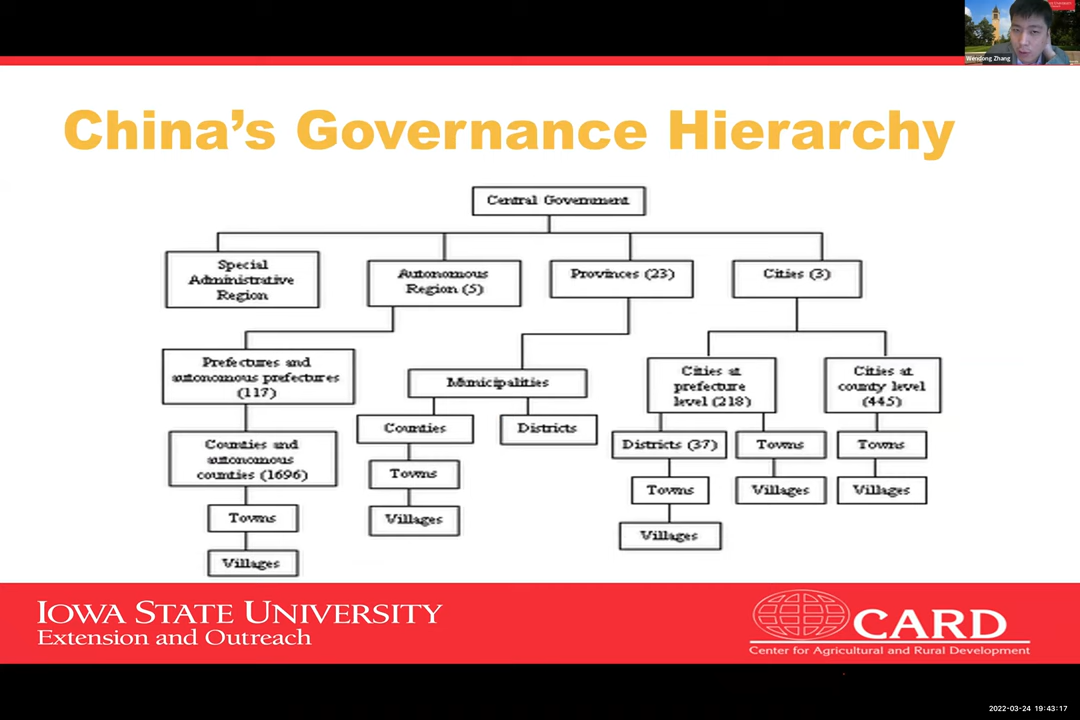 Wendong Zhang
China's Governance Hierarchy
Central Government
Special
Administrative
Region
Autonomous
Region (5)
Provinces (23)
Cities (3)
Prefectures and
autonomous prefectures
(117)
Municipalities
Cities at
prefecture
level (218)
Cities at
county level
(445)
Counties
Districts
Counties and
autonomous
counties (1696)
Districts (37)
Towns
Towns
Towns
Towns
Villages
Villages
Towns
Villages
Villages
Villages
IOWA STATE UNIVERSITY
Extension and Outreach
CARD
Center for Agricultural and Rural Development
2022-03-24 19:43:17